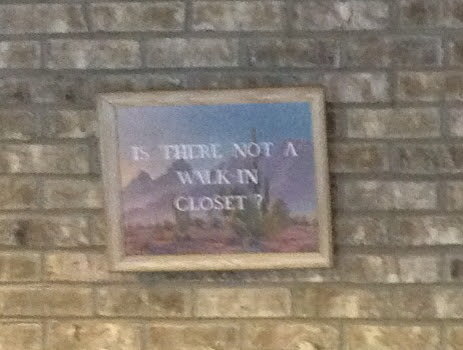 IS THERE NOT A
WALK-IN
CLOSET ?